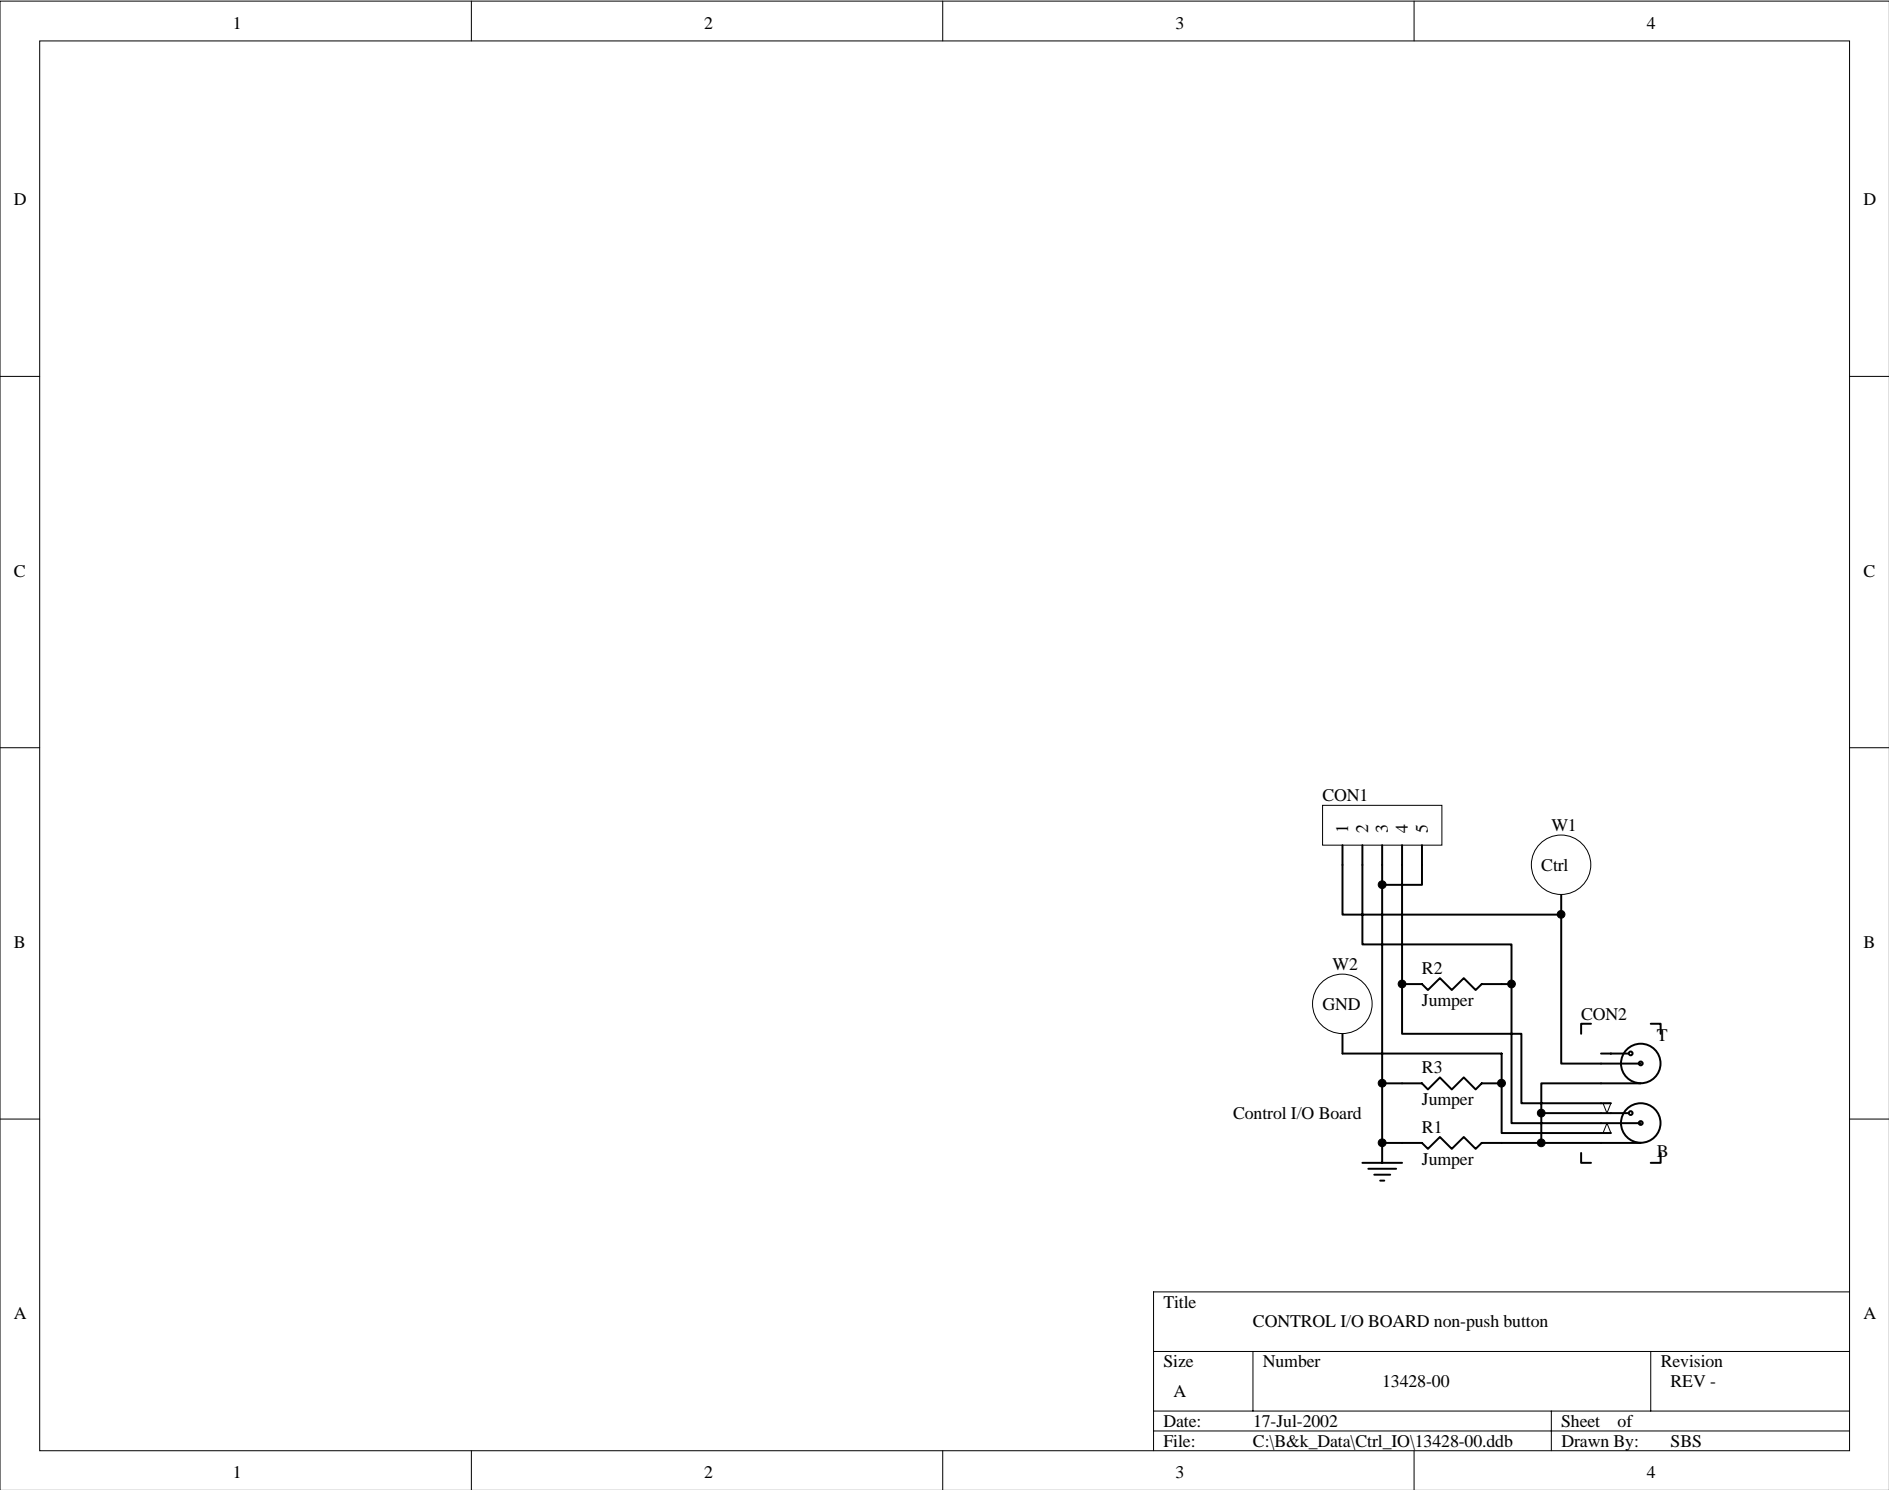 1 2 3 4
D D
C C
CON1
1 2 3 4 5
W1
Ctrl
B B
W2
R2
GND
Jumper
CON2
T
R3
Jumper
Control I/O Board
R1
B
Jumper
Title
CONTROL I/O BOARD non-push button
A A
Size Number Revision
13428-00 REV -
A
Date: 17-Jul-2002 Sheet of
File: C:\B&k_Data\Ctrl_IO\13428-00.ddb Drawn By: SBS
1 2 3 4